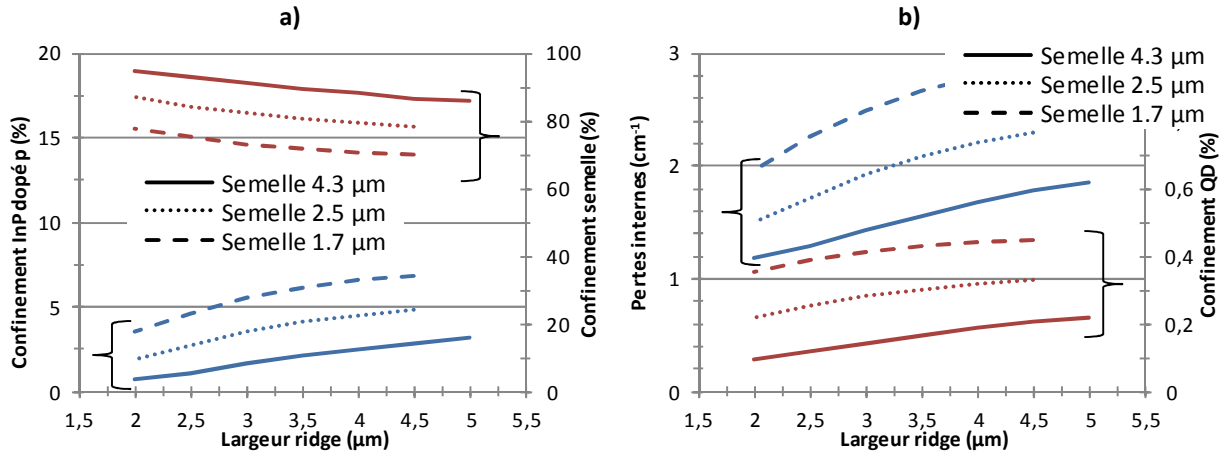 a)
Confinement InP dopé p (%)
20
15
10
5
0
100
80
60
40
20
0
Confinement semelle (%)
Semelle 4.3 µm
Semelle 2.5 µm
Semelle 1.7 µm
1,5 2 2,5 3 3,5 4 4,5 5 5,5
Largeur ridge (µm)
b)
Pertes internes (cm-1)
3
2
1
0
Semelle 4.3 µm
Semelle 2.5 µm
Semelle 1.7 µm
0,6
0,4
0,2
0
Confinement QD (%)
1,5 2 2,5 3 3,5 4 4,5 5 5,5
Largeur ridge (µm)